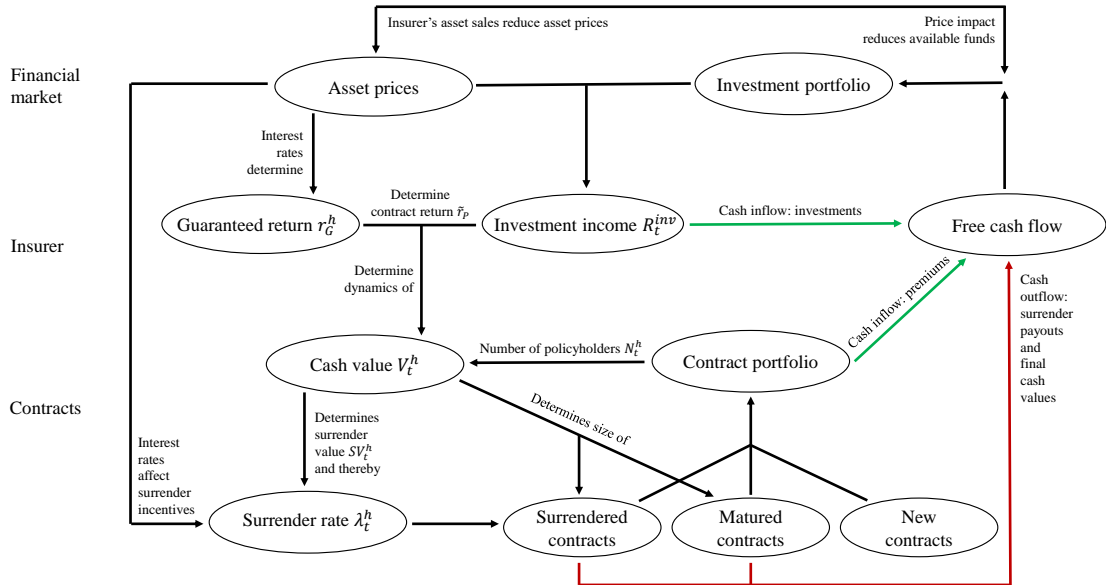 Insurer's asset sales reduce asset prices
Price impact
reduces available funds
Financial
market
Asset prices
Investment portfolio
Interest
rates
determine
Determine
contract return r̃_P
Guaranteed return r_G^h
Investment income R_t^{inv}
Cash inflow: investments
Free cash flow
Insurer
Determine
dynamics of
Cash inflow: premiums
Cash
outflow:
surrender
payouts
and
final
cash
values
Number of policyholders N_t^h
Cash value V_t^h
Contract portfolio
Contracts
Determines size of
Determines
surrender
value SV_t^h
and thereby
Interest
rates
affect
surrender
incentives
Surrender rate λ_t^h
Surrendered
contracts
Matured
contracts
New
contracts